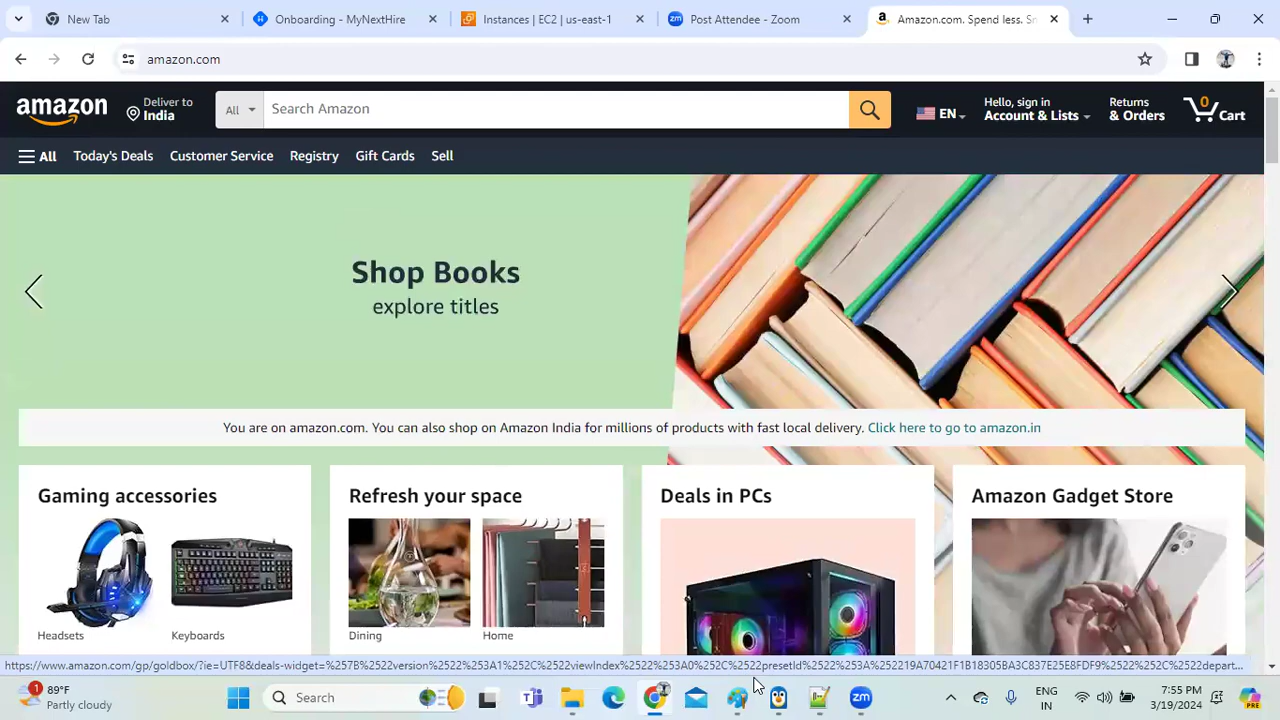 New Tab
Onboarding - MyNextHire
Instances | EC2 | us-east-1
Post Attendee - Zoom
Amazon.com. Spend less. Sn
amazon.com
amazon
Deliver to
India
All
Search Amazon
EN
Hello, sign in
Account & Lists
Returns
& Orders
0
Cart
All
Today's Deals
Customer Service
Registry
Gift Cards
Sell
Shop Books
explore titles
You are on amazon.com. You can also shop on Amazon India for millions of products with fast local delivery. Click here to go to amazon.in
Gaming accessories
Refresh your space
Deals in PCs
Amazon Gadget Store
Headsets
Keyboards
Dining
Home
https://www.amazon.com/gp/goldbox/?ie=UTF8&deals-widget=%257B%2522version%2522%253A1%252C%2522viewIndex%2522%253A0%252C%2522presetId%2522%253A%252219A70421F1B18305BA3C837E25E8FDF9%2522%252C%2522depart...
1
89°F
Partly cloudy
Search
zm
ENG
IN
7:55 PM
3/19/2024
PRE